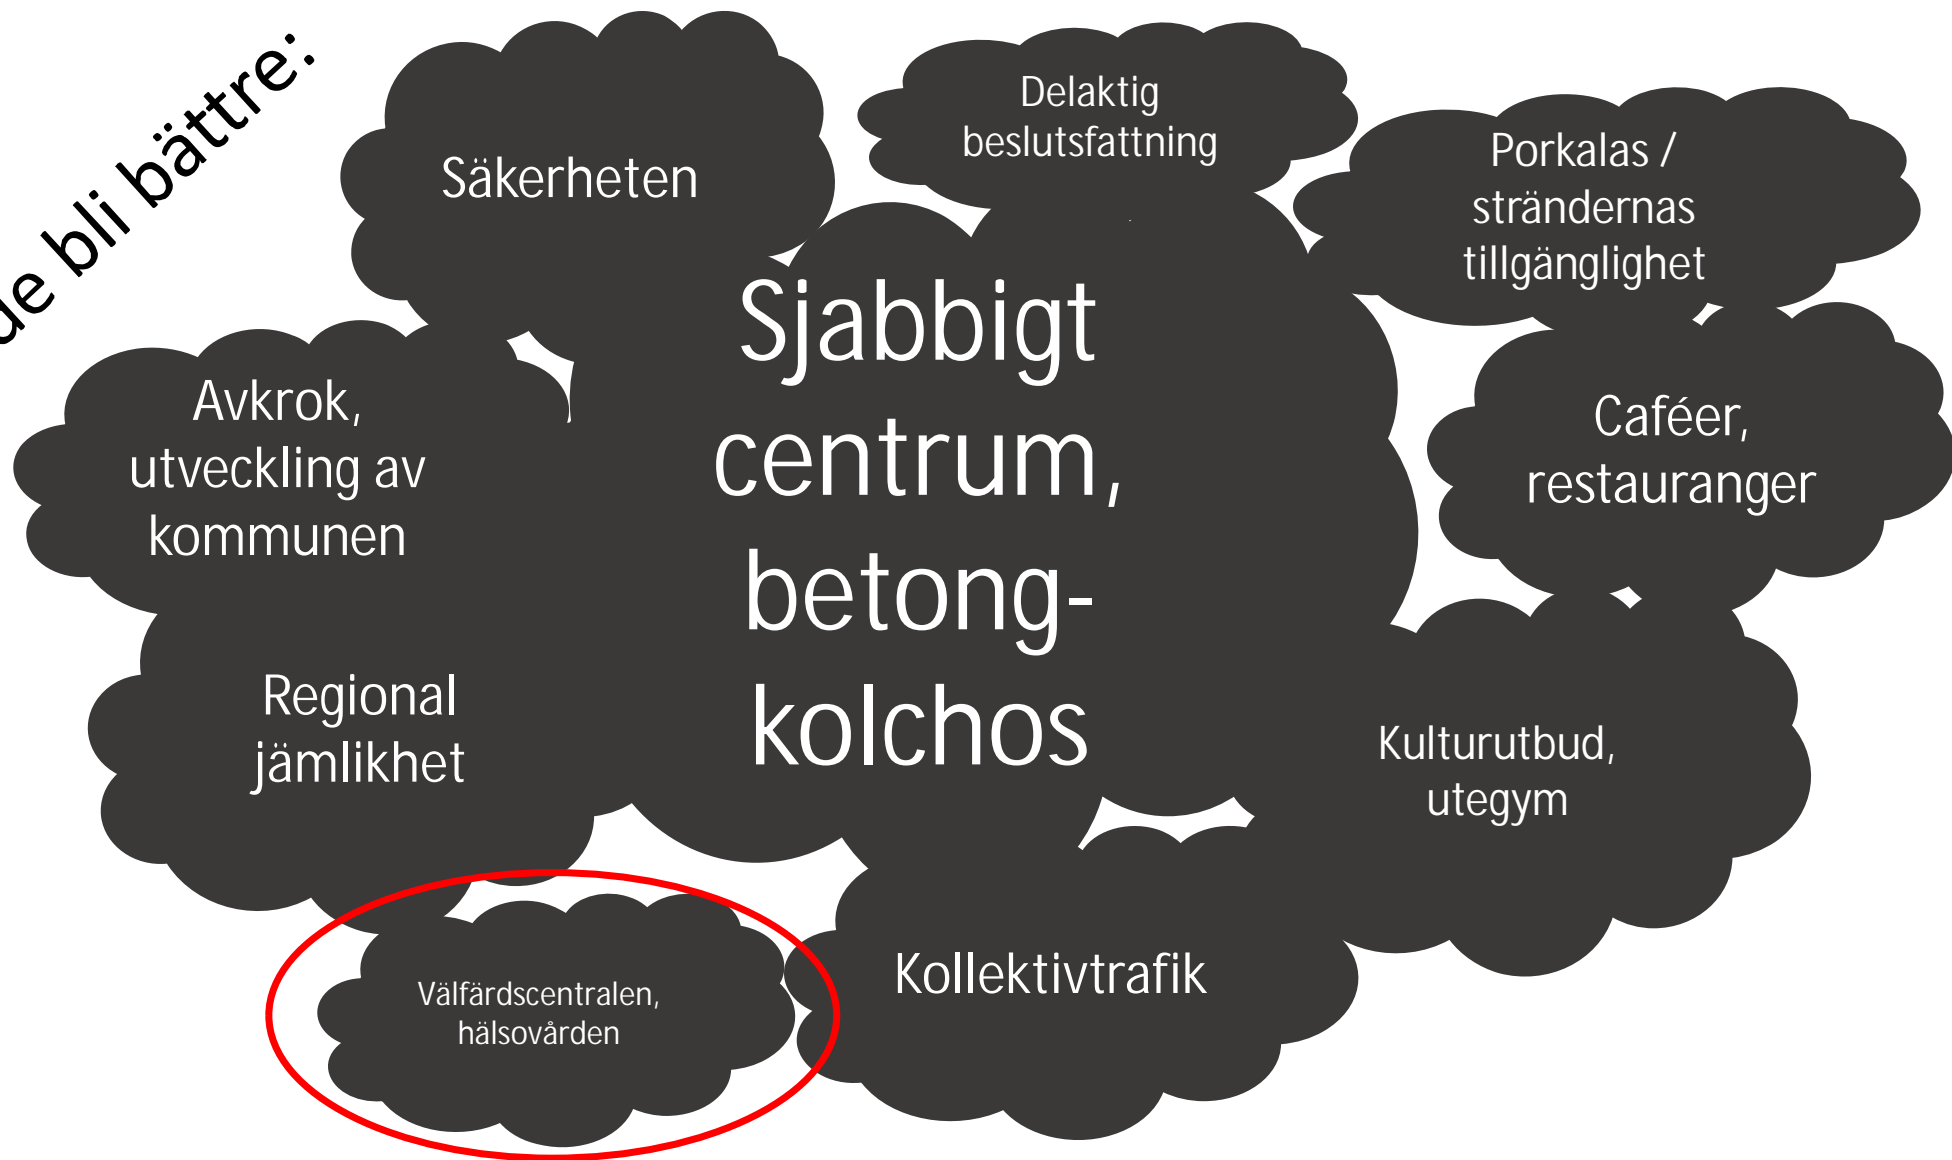 de bli bättre:
Säkerheten
Delaktig
beslutsfattning
Porkalas /
strändernas
tillgänglighet
Avkrok,
utveckling av
kommunen
Sjabbigt
centrum,
betong-
kolchos
Caféer,
restauranger
Regional
jämlikhet
Kulturutbud,
utegym
Välfärdscentralen,
hälsovården
Kollektivtrafik